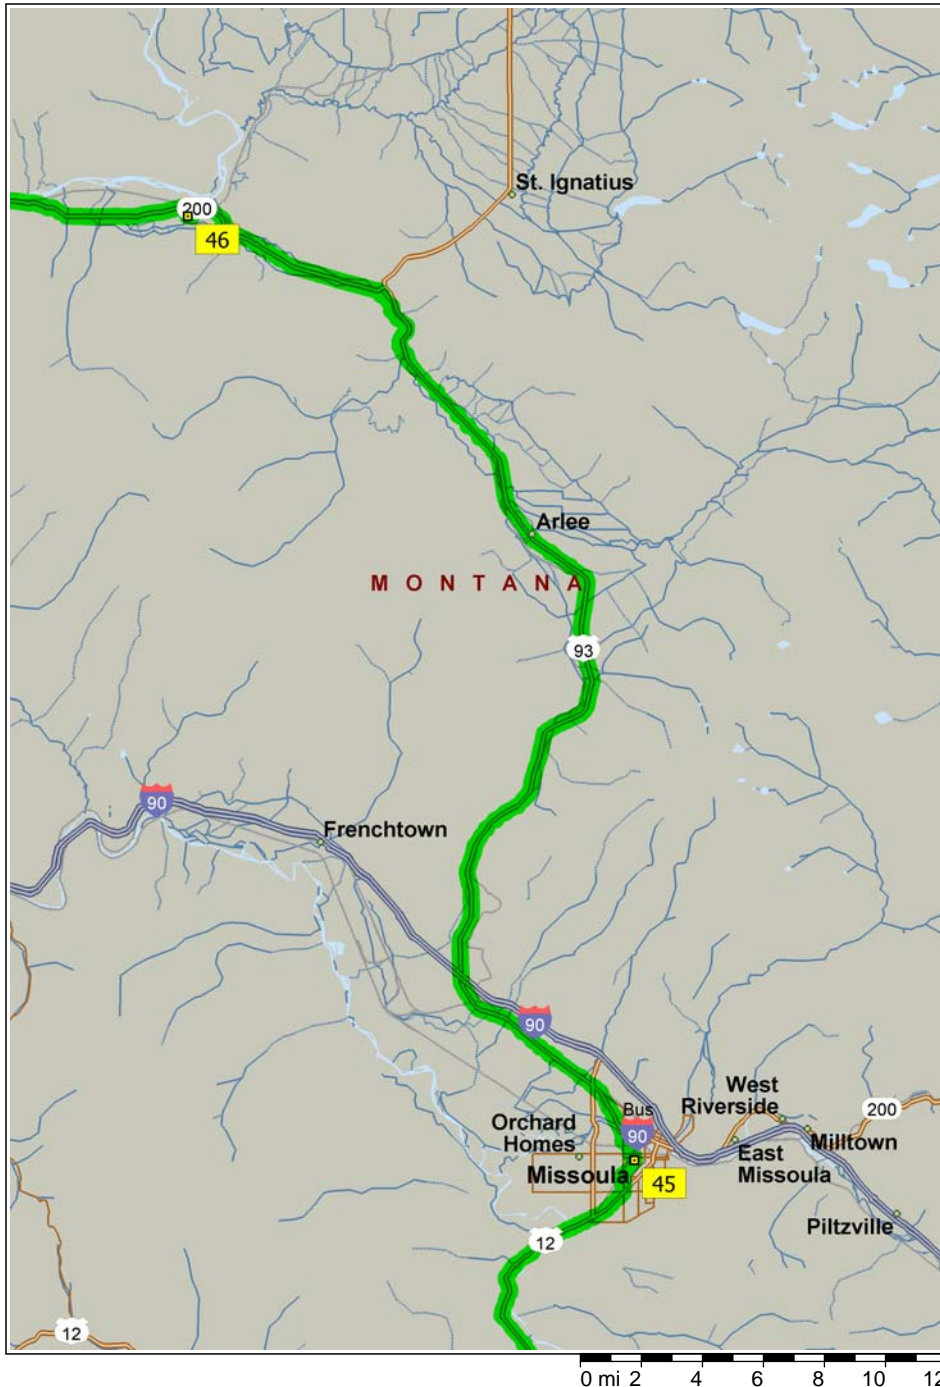 St. Ignatius
200
46
Arlee
MONTANA
93
90
Frenchtown
90
West
Riverside
Bus
90
200
Orchard
Homes
Milltown
East
Missoula
Missoula
45
Piltzville
12
12
0 mi 2 4 6 8 10 12